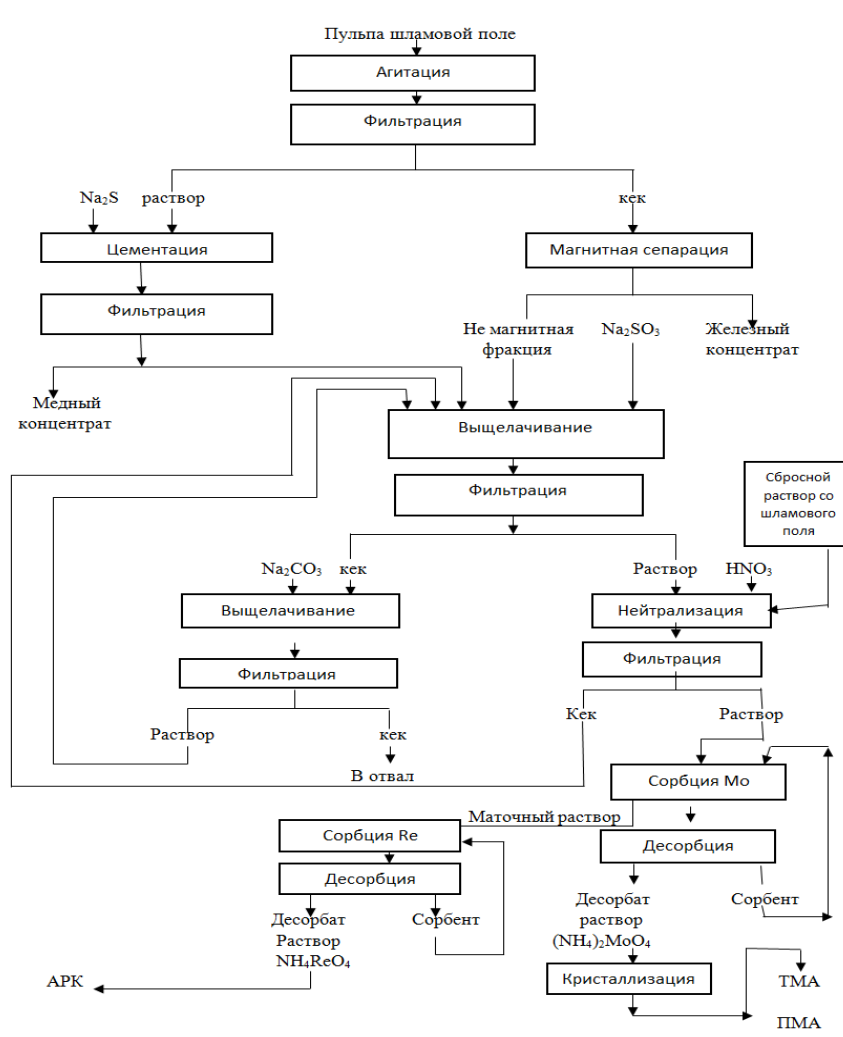 Пульпа шламовой поле
Агитация
Фильтрация
Na₂S раствор
кек
Цементация
Магнитная сепарация
Фильтрация
Не магнитная
фракция
Na₂SO₃
Железный
концентрат
Медный
концентрат
Выщелачивание
Фильтрация
Сбросной
раствор со
шламового
поля
Na₂CO₃ кек
Раствор HNO₃
Выщелачивание
Нейтрализация
Фильтрация
Фильтрация
Раствор
кек
Кек
Раствор
В отвал
Сорбция Мо
Маточный раствор
Сорбция Re
Десорбция
Десорбция
Десорбат
Раствор
NH₄ReO₄
Сорбент
Десорбат
раствор
(NH₄)₂MoO₄
Сорбент
АРК
Кристаллизация
ТМА
ПМА